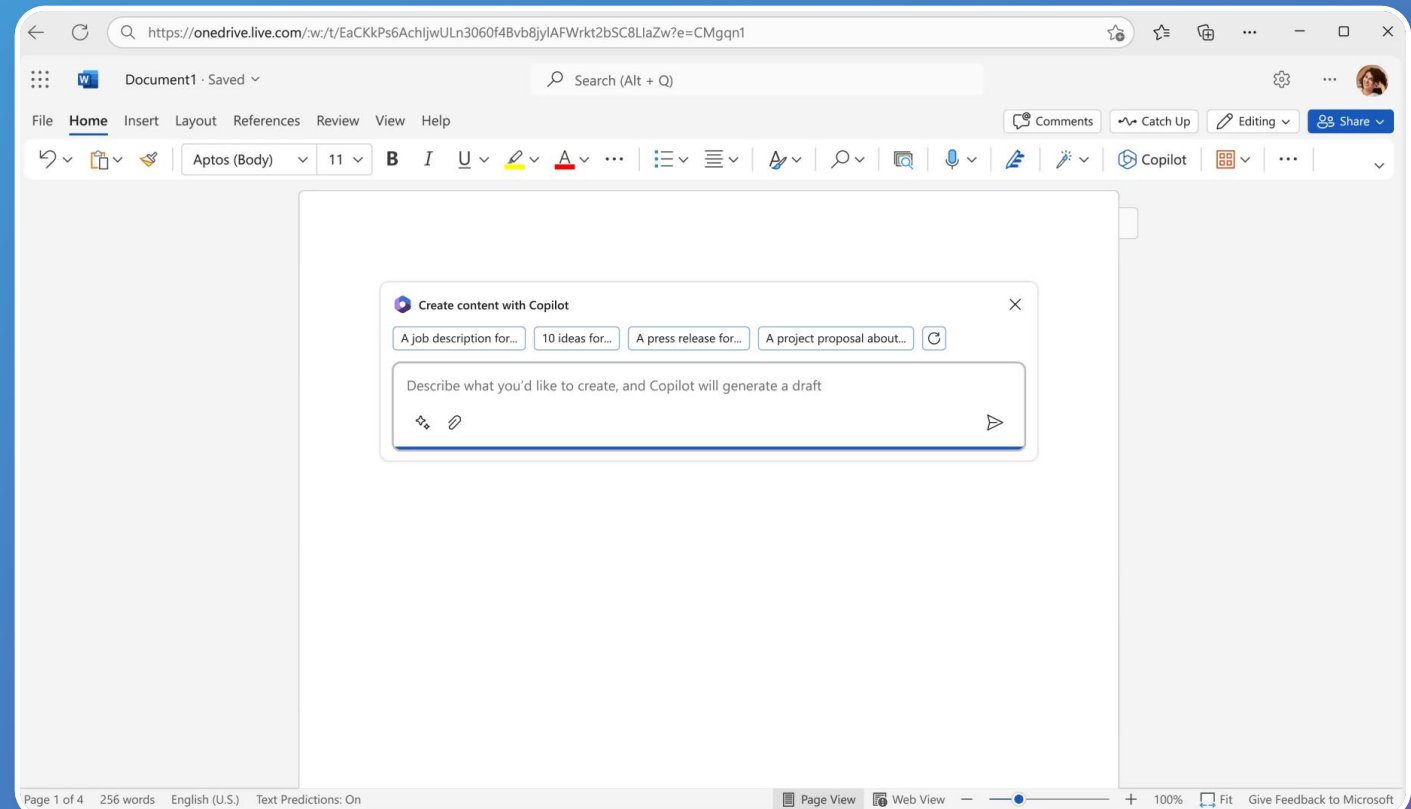 https://onedrive.live.com/:w:/t/EaCKkPs6AchIjwULn3060f4Bvb8jylAFWrkt2bSC8LIaZw?e=CMgqn1
W Document1 · Saved Search (Alt + Q)
File Home Insert Layout References Review View Help Comments Catch Up Editing Share
Aptos (Body) 11 B I U A A Copilot
Create content with Copilot
A job description for... 10 ideas for... A press release for... A project proposal about...
Describe what you'd like to create, and Copilot will generate a draft
Page 1 of 4 256 words English (U.S.) Text Predictions: On Page View Web View 100% Fit Give Feedback to Microsoft